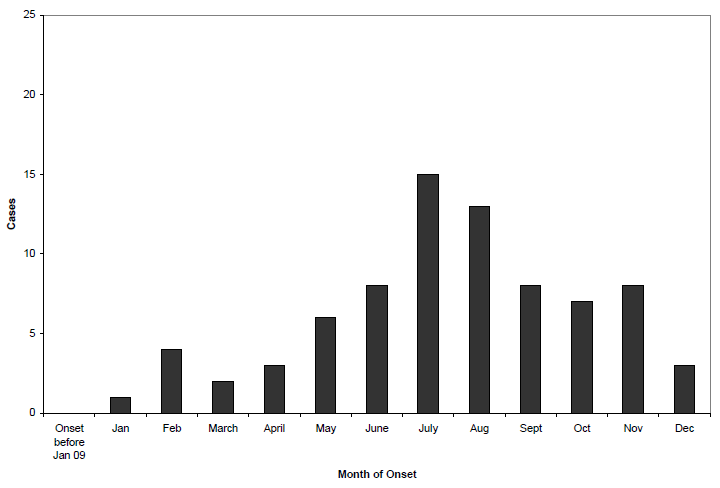 25
20
15
10
5
0
Cases
Onset before Jan 09
Jan
Feb
March
April
May
June
July
Aug
Sept
Oct
Nov
Dec
Month of Onset